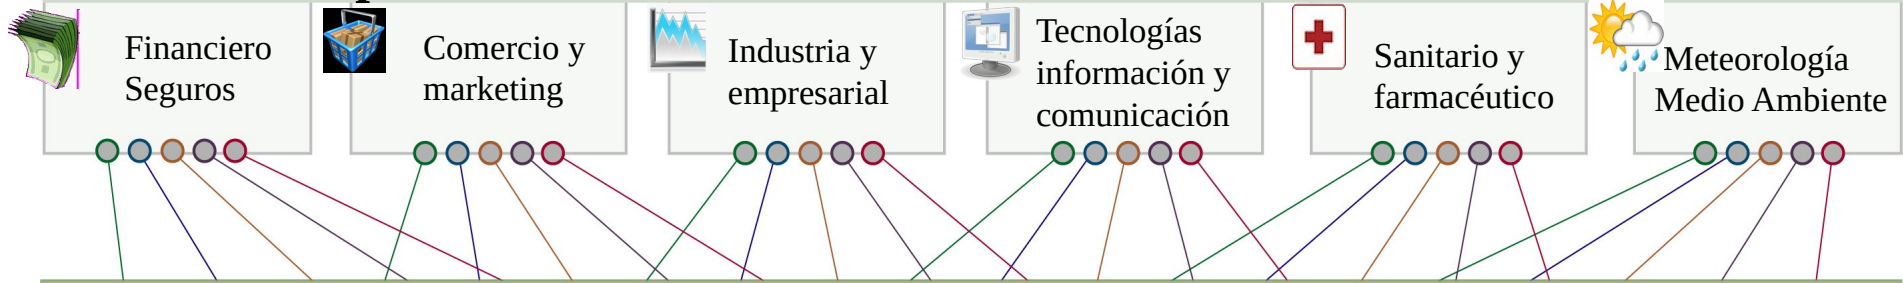 Financiero
Seguros
Comercio y
marketing
Industria y
empresarial
Tecnologías
información y
comunicación
Sanitario y
farmacéutico
Meteorología
Medio Ambiente